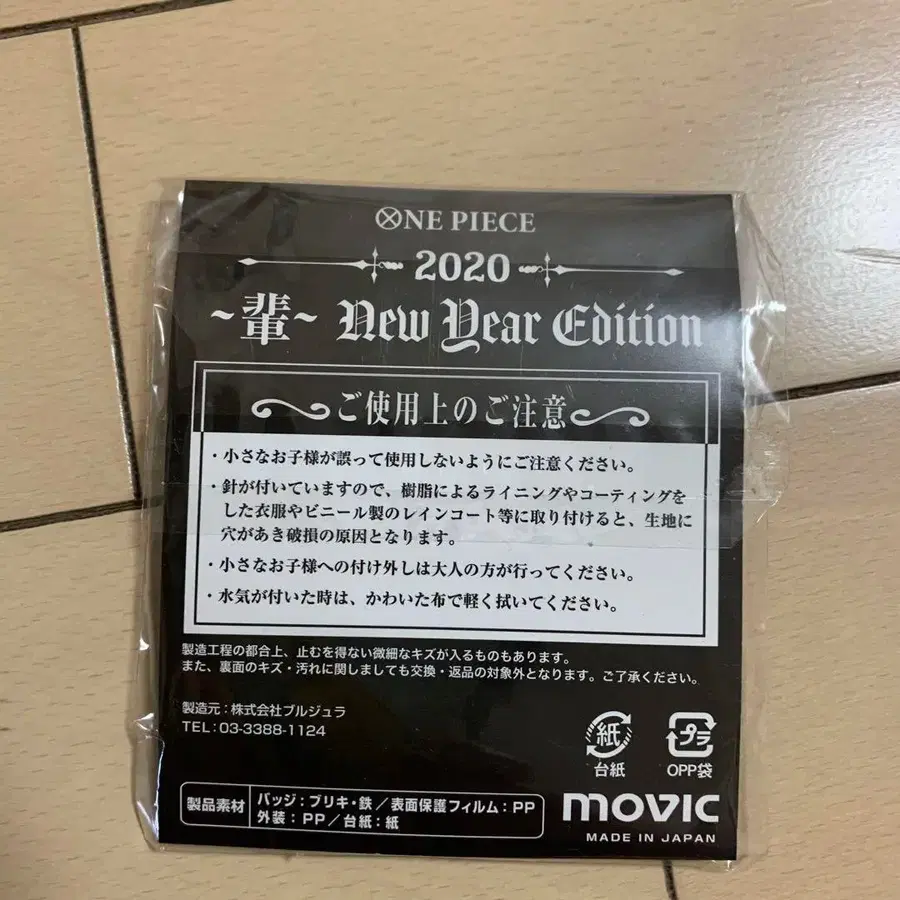 ONE PIECE
2020
~輩~ New Year Edition
ご使用上のご注意
・小さなお子様が誤って使用しないようにご注意ください。
・針が付いていますので、樹脂によるライニングやコーティングを
した衣服やビニール製のレインコート等に取り付けると、生地に
穴があき破損の原因となります。
・小さなお子様への付け外しは大人の方が行ってください。
・水気が付いた時は、かわいた布で軽く拭いてください。
製造工程の都合上、止むを得ない微細なキズが入るものもあります。
また、裏面のキズ・汚れに関しましても交換・返品の対象外となります。ご了承ください。
製造元:株式会社ブルジュラ
TEL:03-3388-1124
紙
台紙
プラ
OPP袋
製品素材
バッジ:ブリキ・鉄/表面保護フィルム:PP
外装:PP/台紙:紙
movic
MADE IN JAPAN